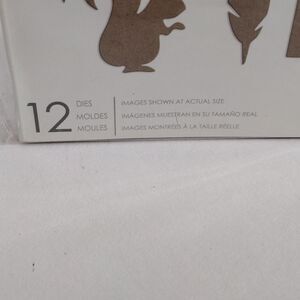 12 DIES | IMAGES SHOWN AT ACTUAL SIZE
MOLDES | IMÁGENES MUESTRAN EN SU TAMAÑO REAL
MOULES | IMAGES MONTRÉES À LA TAILLE RÉELLE